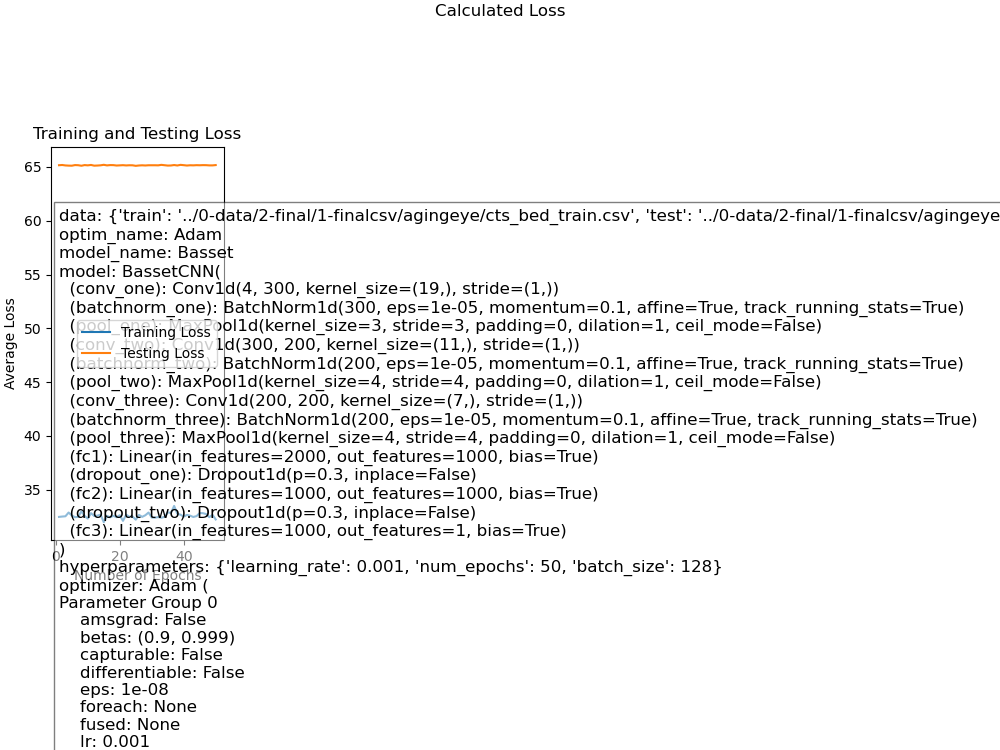 Calculated Loss
Training and Testing Loss
Average Loss
65
60
55
50
45
40
35
0
20
40
Number of Epochs
Training Loss
Testing Loss
data: {'train': '../0-data/2-final/1-finalcsv/agingeye/cts_bed_train.csv', 'test': '../0-data/2-final/1-finalcsv/agingeye
optim_name: Adam
model_name: Basset
model: BassetCNN(
(conv_one): Conv1d(4, 300, kernel_size=(19,), stride=(1,))
(batchnorm_one): BatchNorm1d(300, eps=1e-05, momentum=0.1, affine=True, track_running_stats=True)
(pool_one): MaxPool1d(kernel_size=3, stride=3, padding=0, dilation=1, ceil_mode=False)
(conv_two): Conv1d(300, 200, kernel_size=(11,), stride=(1,))
(batchnorm_two): BatchNorm1d(200, eps=1e-05, momentum=0.1, affine=True, track_running_stats=True)
(pool_two): MaxPool1d(kernel_size=4, stride=4, padding=0, dilation=1, ceil_mode=False)
(conv_three): Conv1d(200, 200, kernel_size=(7,), stride=(1,))
(batchnorm_three): BatchNorm1d(200, eps=1e-05, momentum=0.1, affine=True, track_running_stats=True)
(pool_three): MaxPool1d(kernel_size=4, stride=4, padding=0, dilation=1, ceil_mode=False)
(fc1): Linear(in_features=2000, out_features=1000, bias=True)
(dropout_one): Dropout1d(p=0.3, inplace=False)
(fc2): Linear(in_features=1000, out_features=1000, bias=True)
(dropout_two): Dropout1d(p=0.3, inplace=False)
(fc3): Linear(in_features=1000, out_features=1, bias=True)
)
hyperparameters: {'learning_rate': 0.001, 'num_epochs': 50, 'batch_size': 128}
optimizer: Adam (
Parameter Group 0
amsgrad: False
betas: (0.9, 0.999)
capturable: False
differentiable: False
eps: 1e-08
foreach: None
fused: None
lr: 0.001